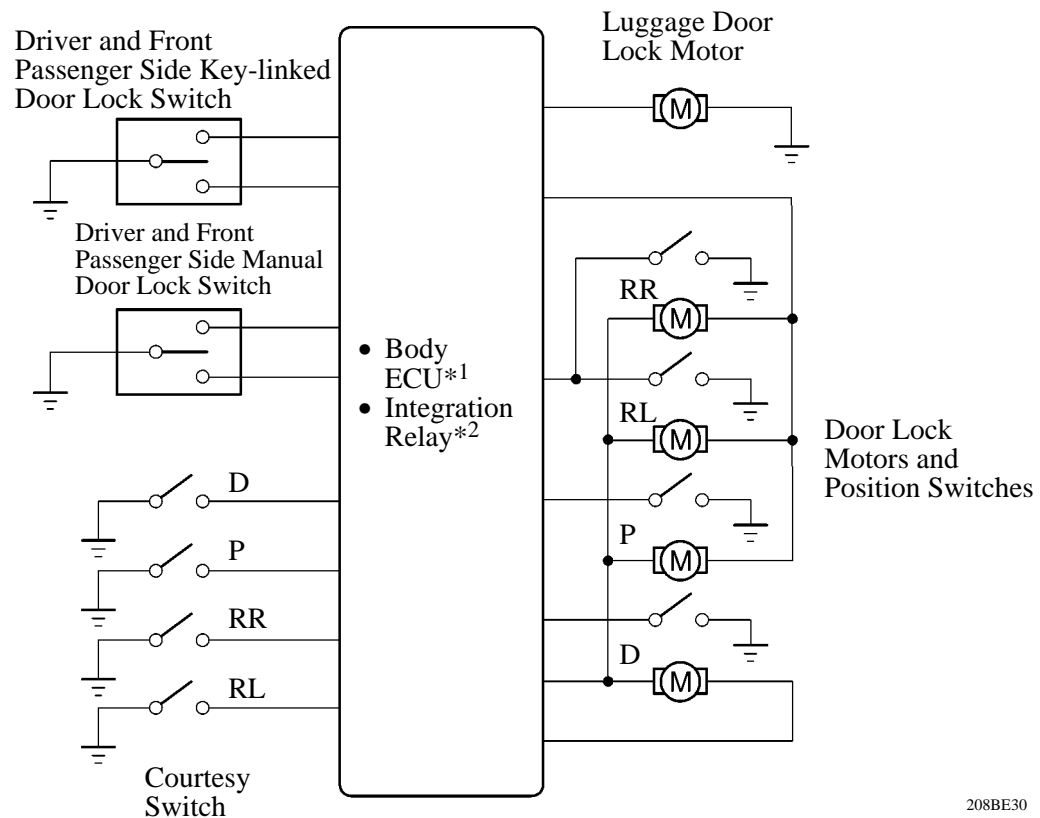 Driver and Front
Passenger Side Key-linked
Door Lock Switch
Luggage Door
Lock Motor
M
Driver and Front
Passenger Side Manual
Door Lock Switch
RR
M
• Body
ECU*1
• Integration
Relay*2
RL
M
Door Lock
Motors and
Position Switches
D
P
RR
RL
P
M
D
M
Courtesy
Switch
208BE30